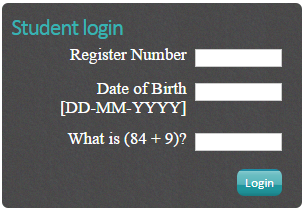 Student login
Register Number
Date of Birth
[DD-MM-YYYY]
What is (84 + 9)?
Login